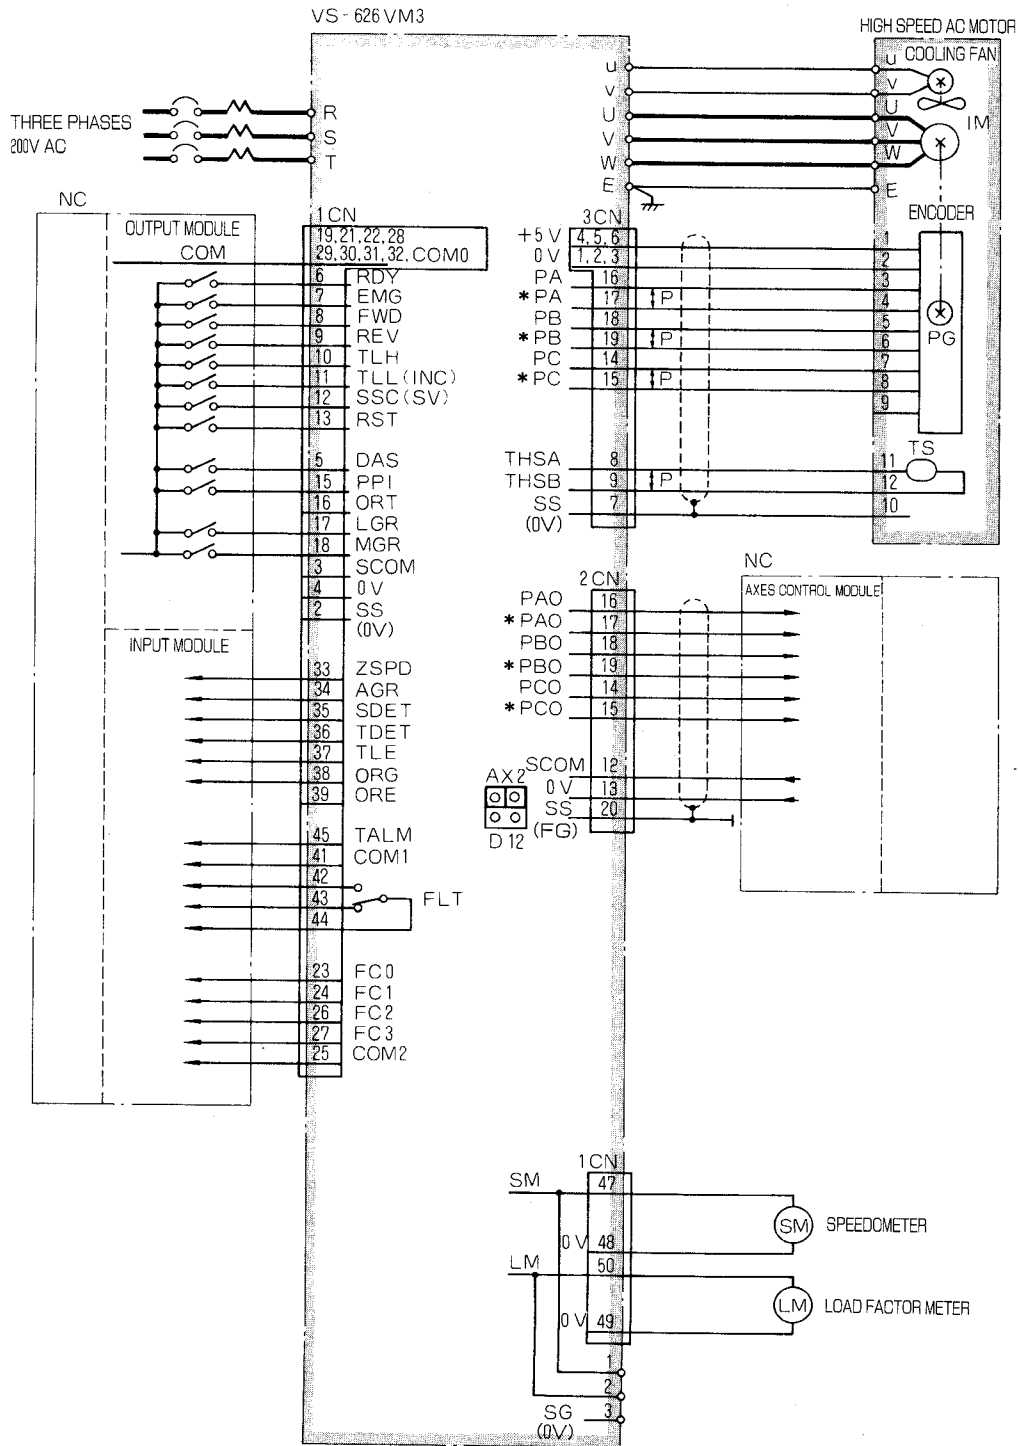 VS-626VM3
HIGH SPEED AC MOTOR
COOLING FAN
u
v
U
V
W
E
u
v
U
V
W
E
IM
THREE PHASES
200V AC
R
S
T
NC
OUTPUT MODULE
COM
1CN
19,21,22,28
29,30,31,32, COM0
6 RDY
7 EMG
8 FWD
9 REV
10 TLH
11 TLL(INC)
12 SSC(SV)
13 RST
5 DAS
15 PPI
16 ORT
17 LGR
18 MGR
3 SCOM
4 0V
2 SS
(0V)
INPUT MODULE
33 ZSPD
34 AGR
35 SDET
36 TDET
37 TLE
38 ORG
39 ORE
45 TALM
41 COM1
42
43 FLT
44
23 FC0
24 FC1
26 FC2
27 FC3
25 COM2
3CN
+5V 4,5,6
0V 1,2,3
PA 16
*PA 17 P
PB 18
*PB 19 P
PC 14
*PC 15 P
THSA 8
THSB 9 P
SS 7
(0V)
ENCODER
1
2
3
4
5
6
7
8
9
PG
TS
11
12
10
2CN
PAO 16
*PAO 17
PBO 18
*PBO 19
PCO 14
*PCO 15
SCOM 12
0V 13
SS 20
(FG)
AX2
D12
NC
AXES CONTROL MODULE
1CN
SM 47
0V 48
LM 50
0V 49
SM SPEEDOMETER
LM LOAD FACTOR METER
1
2
SG 3
(0V)